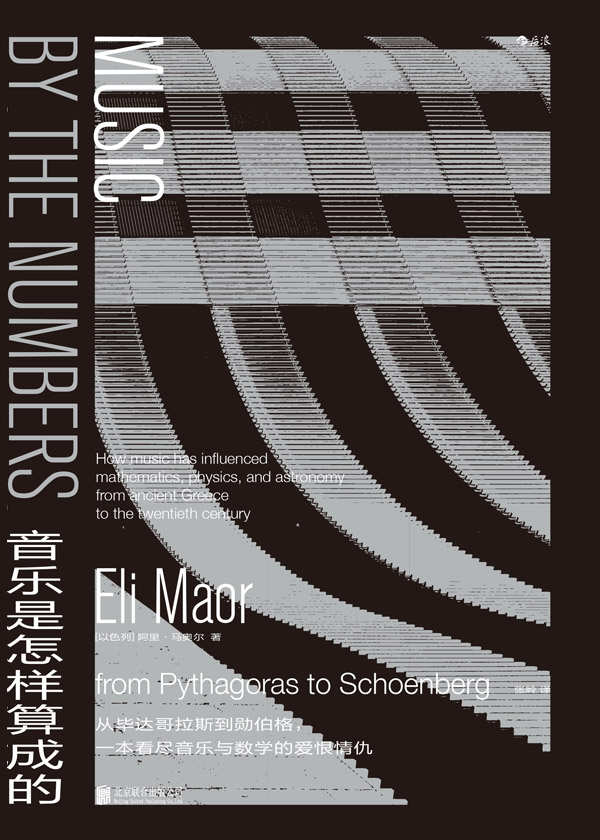 MUSIC
BY THE NUMBERS
音乐是怎样算成的
后浪
How music has influenced
mathematics, physics, and astronomy
from ancient Greece
to the twentieth century
Eli Maor
[以色列] 阿里·马奥尔 著
from Pythagoras to Schoenberg
张岭 译
从毕达哥拉斯到勋伯格,
一本看尽音乐与数学的爱恨情仇
北京联合出版公司
Beijing United Publishing Co.,Ltd.